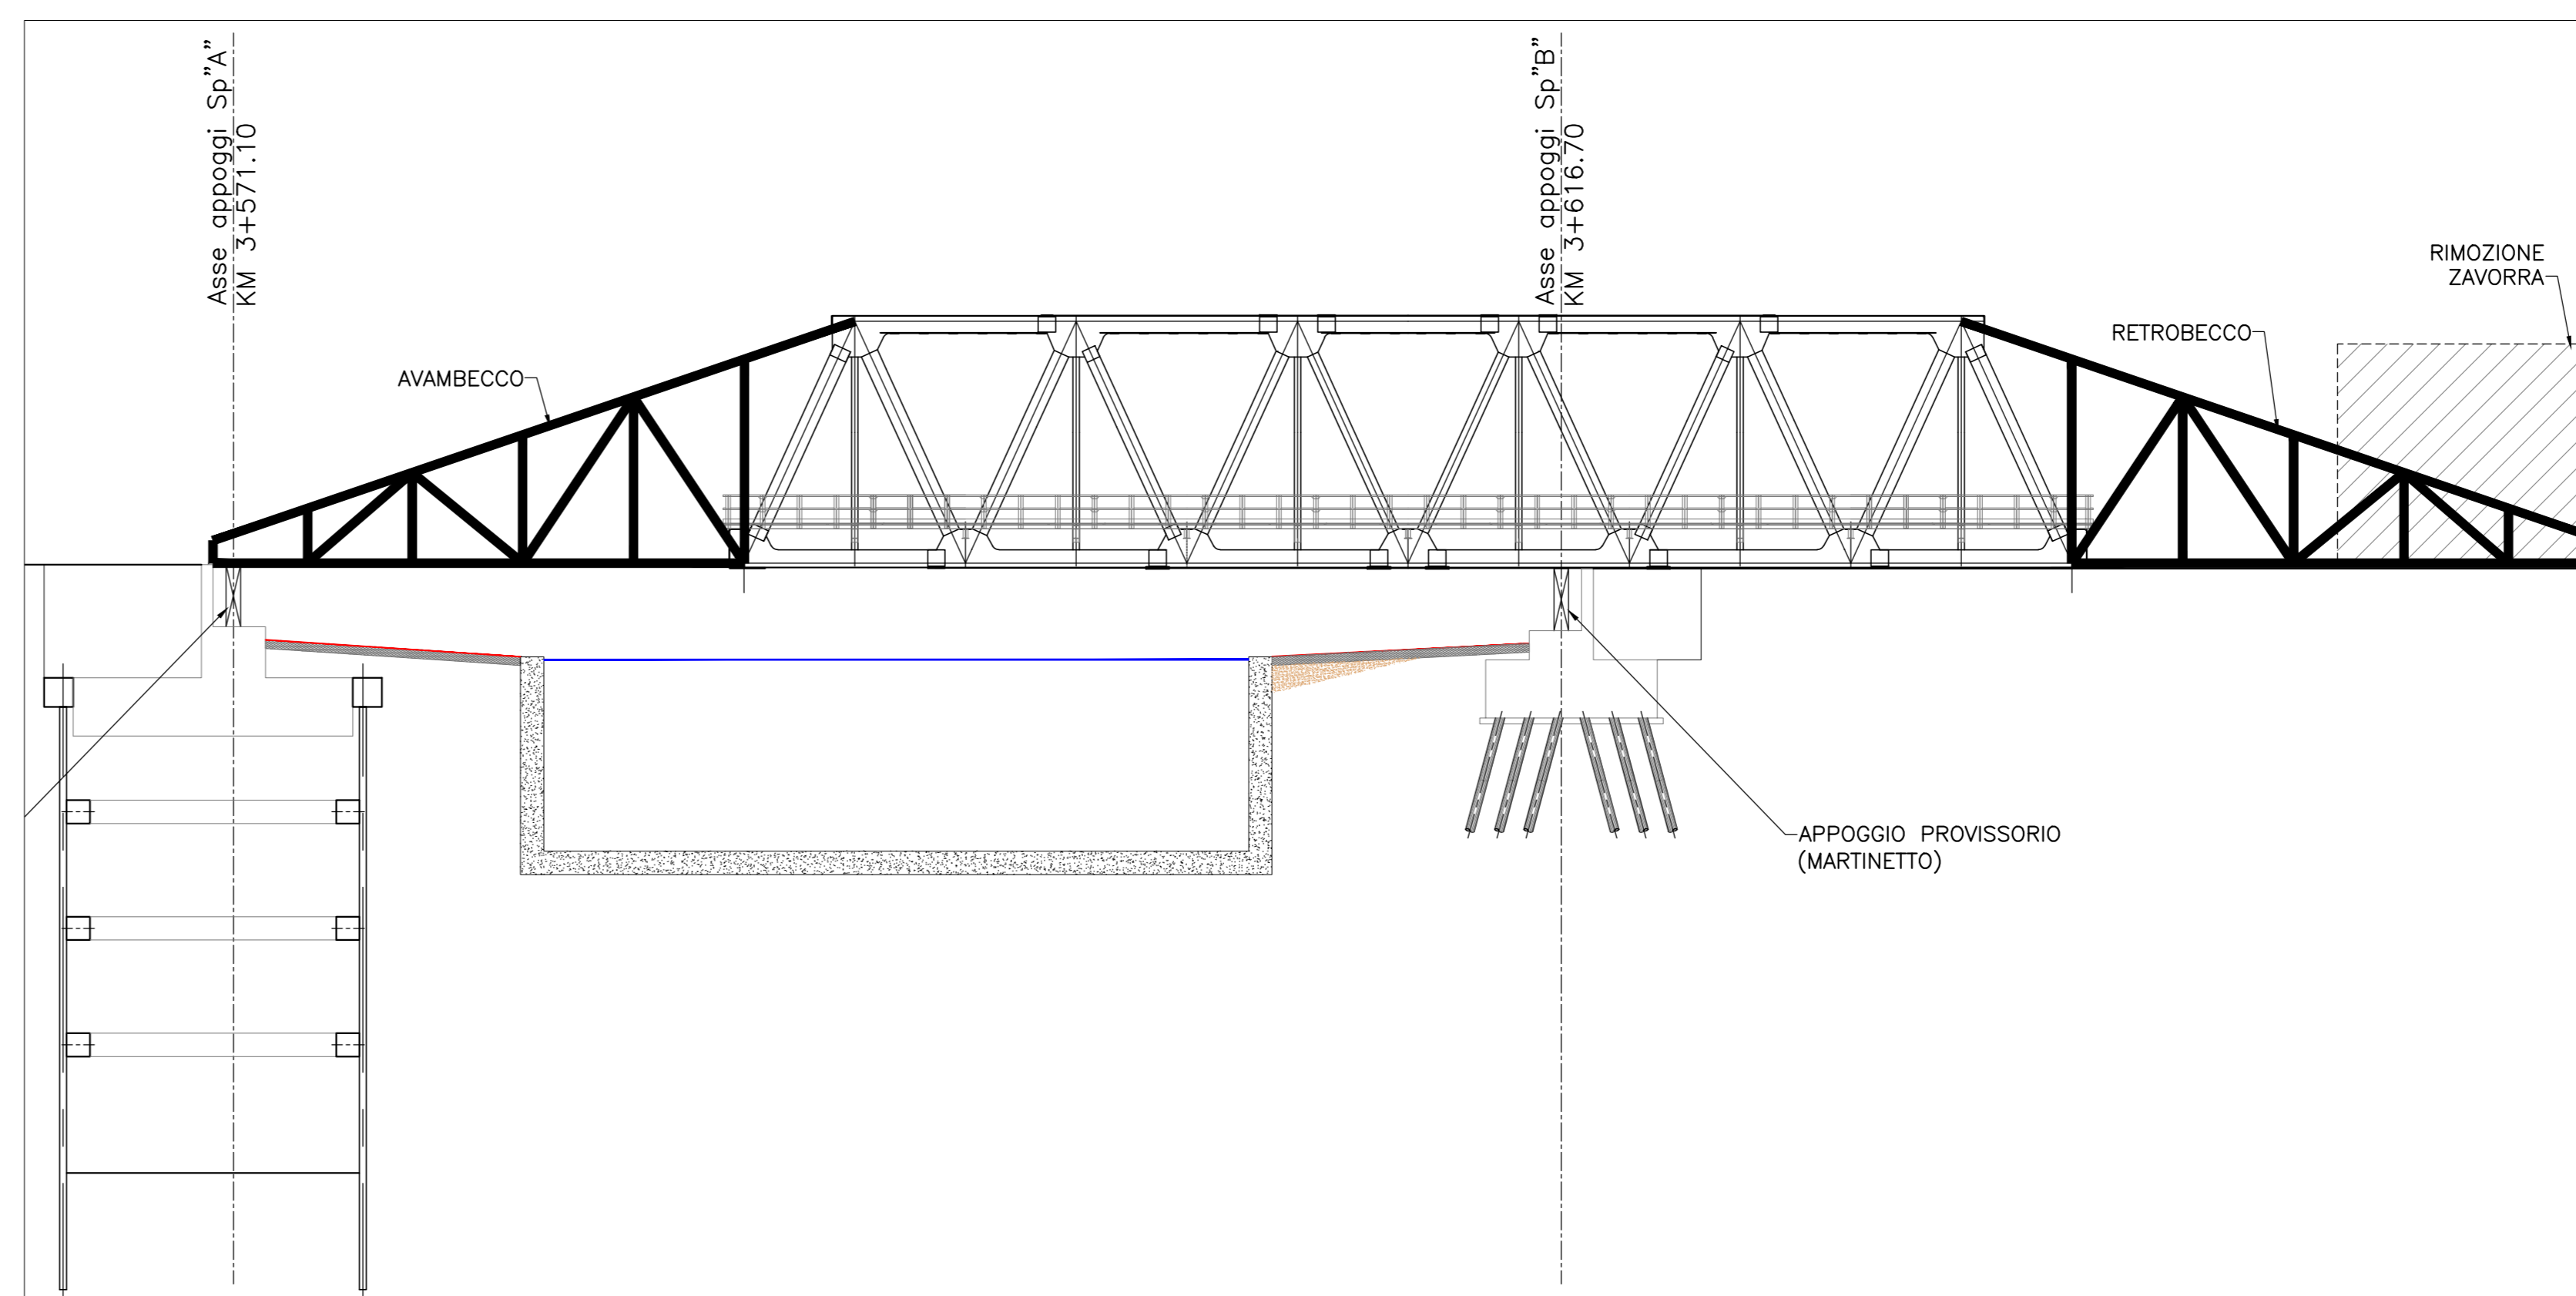 Asse appoggi Sp"A"
KM 3+571.10
Asse appoggi Sp"B"
KM 3+616.70
RIMOZIONE
ZAVORRA
RETROBECCO
AVAMBECCO
APPOGGIO PROVISSORIO
(MARTINETTO)